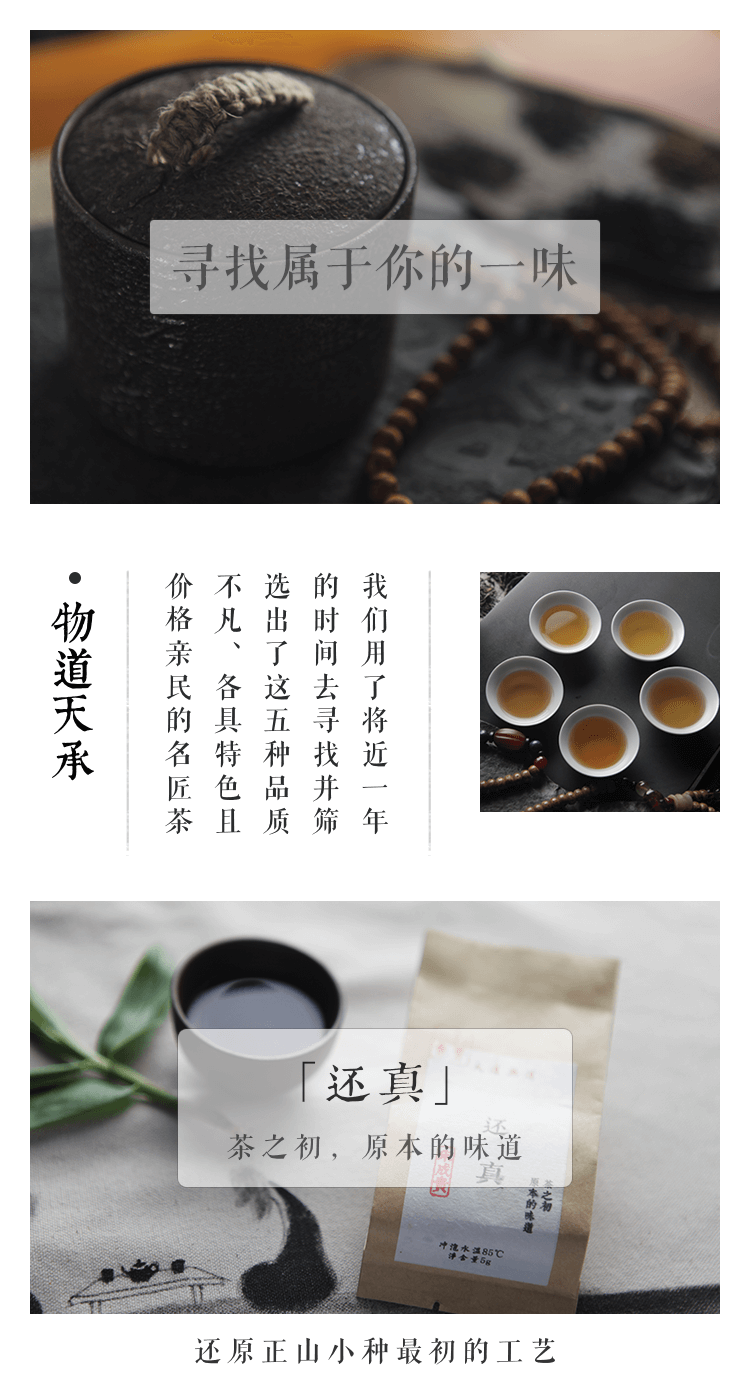 寻找属于你的一味
物道天承
我们用了将近一年
的时间去寻找并筛
选出了这五种品质
不凡、各具特色且
价格亲民的名匠茶
「还真」
茶之初，原本的味道
还真
茶之初
原本的味道
冲泡水温85℃
净含量5g
还原正山小种最初的工艺